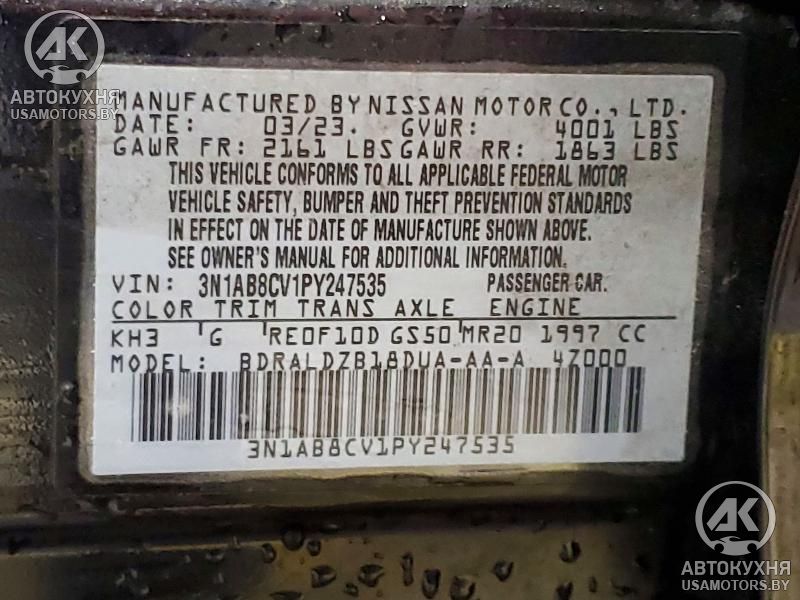 АК
АВТОКУХНЯ
USAMOTORS.BY
MANUFACTURED BY NISSAN MOTOR CO., LTD.
DATE: 03/23. GVWR: 4001 LBS
GAWR FR: 2161 LBS GAWR RR: 1863 LBS
THIS VEHICLE CONFORMS TO ALL APPLICABLE FEDERAL MOTOR
VEHICLE SAFETY, BUMPER AND THEFT PREVENTION STANDARDS
IN EFFECT ON THE DATE OF MANUFACTURE SHOWN ABOVE.
SEE OWNER'S MANUAL FOR ADDITIONAL INFORMATION.
VIN: 3N1AB8CV1PY247535 PASSENGER CAR.
COLOR TRIM TRANS AXLE ENGINE
KH3 G RE0F10D GS50 MR20 1997 CC
MODEL: BDRALDZB18DUA-AA-A 4Z000
3N1AB8CV1PY247535
АК
АВТОКУХНЯ
USAMOTORS.BY